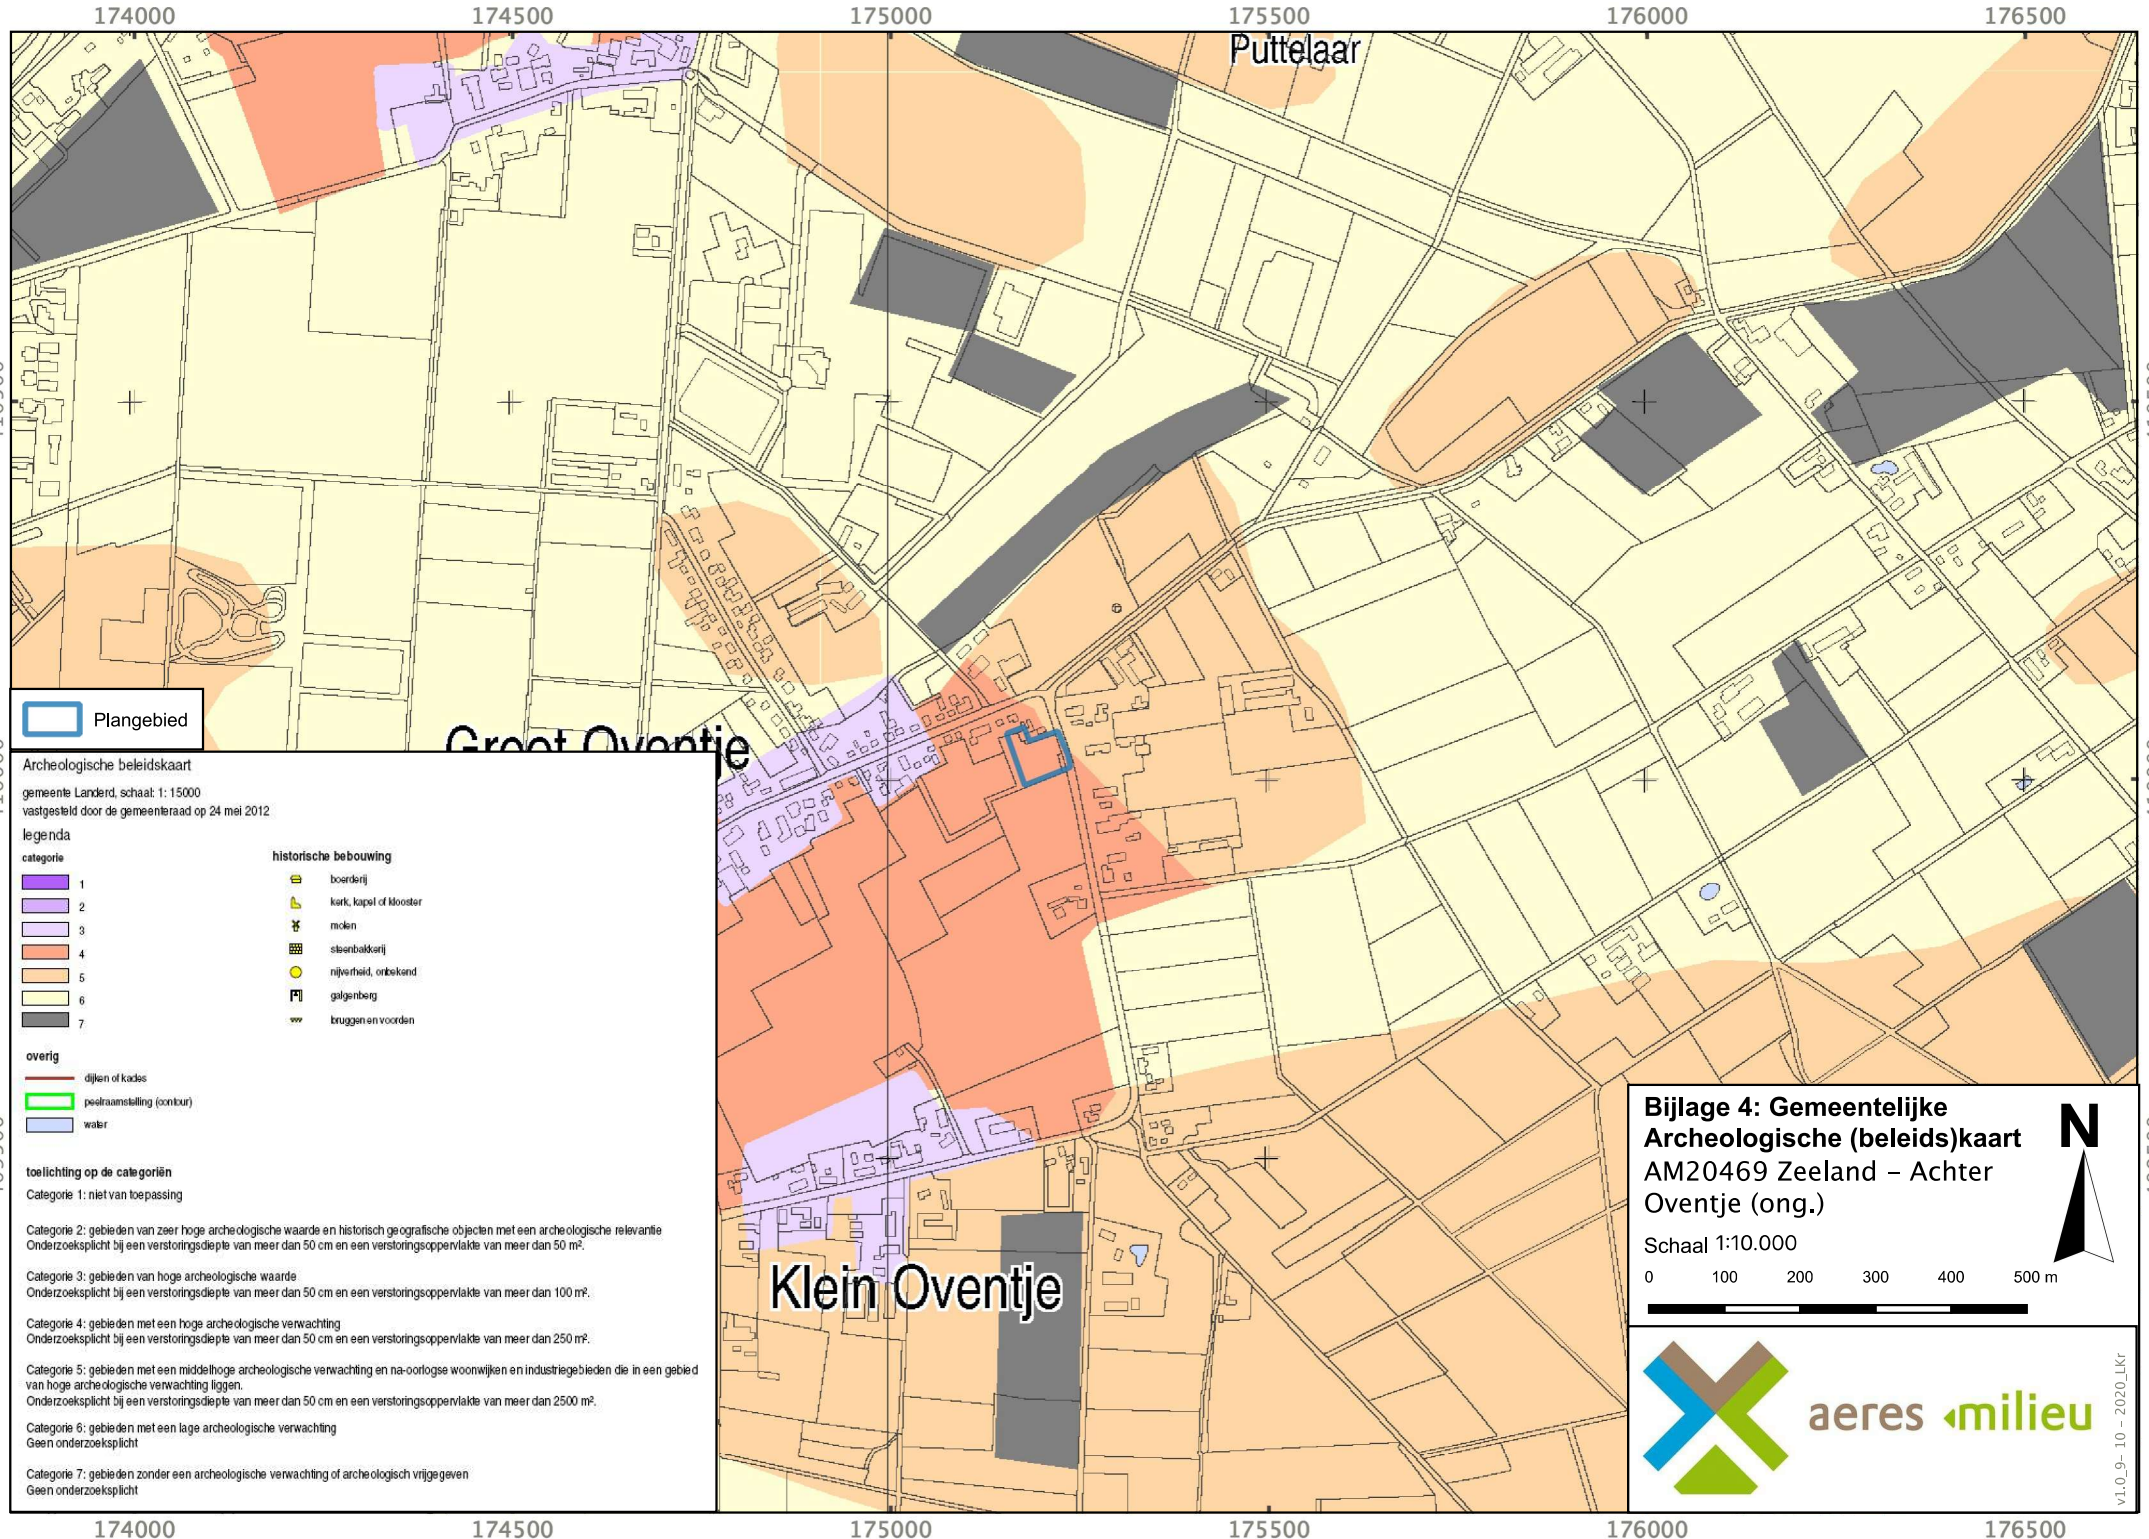 174000 174500 175000 175500 176000 176500
Puttelaar
Plangebied
Groot Oventje
Archeologische beleidskaart
gemeente Landerd, schaal: 1: 15000
vastgesteld door de gemeenteraad op 24 mei 2012
legenda
categorie
1
2
3
4
5
6
7
historische bebouwing
boerderij
kerk, kapel of klooster
molen
steenbakkerij
nijverheid, onbekend
galgenberg
bruggen en voorden
overig
dijken of kades
peelraamstelling (contour)
water
toelichting op de categoriën
Categorie 1: niet van toepassing
Categorie 2: gebieden van zeer hoge archeologische waarde en historisch geografische objecten met een archeologische relevantie
Onderzoeksplicht bij een verstoringsdiepte van meer dan 50 cm en een verstoringsoppervlakte van meer dan 50 m².
Categorie 3: gebieden van hoge archeologische waarde
Onderzoeksplicht bij een verstoringsdiepte van meer dan 50 cm en een verstoringsoppervlakte van meer dan 100 m².
Categorie 4: gebieden met een hoge archeologische verwachting
Onderzoeksplicht bij een verstoringsdiepte van meer dan 50 cm en een verstoringsoppervlakte van meer dan 250 m².
Categorie 5: gebieden met een middelhoge archeologische verwachting en na-oorlogse woonwijken en industriegebieden die in een gebied
van hoge archeologische verwachting liggen.
Onderzoeksplicht bij een verstoringsdiepte van meer dan 50 cm en een verstoringsoppervlakte van meer dan 2500 m².
Categorie 6: gebieden met een lage archeologische verwachting
Geen onderzoeksplicht
Categorie 7: gebieden zonder een archeologische verwachting of archeologisch vrijgegeven
Geen onderzoeksplicht
Klein Oventje
Bijlage 4: Gemeentelijke
Archeologische (beleids)kaart
AM20469 Zeeland – Achter
Oventje (ong.)
N
Schaal 1:10.000
0 100 200 300 400 500 m
aeres milieu
v1.0_9- 10 - 2020_LKr
174000 174500 175000 175500 176000 176500